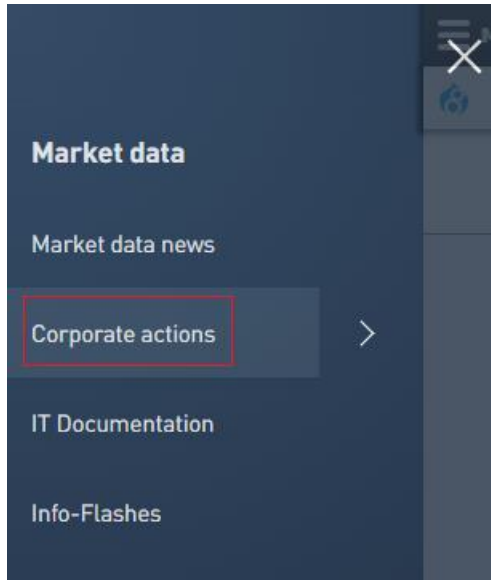 Market data
Market data news
Corporate actions
IT Documentation
Info-Flashes